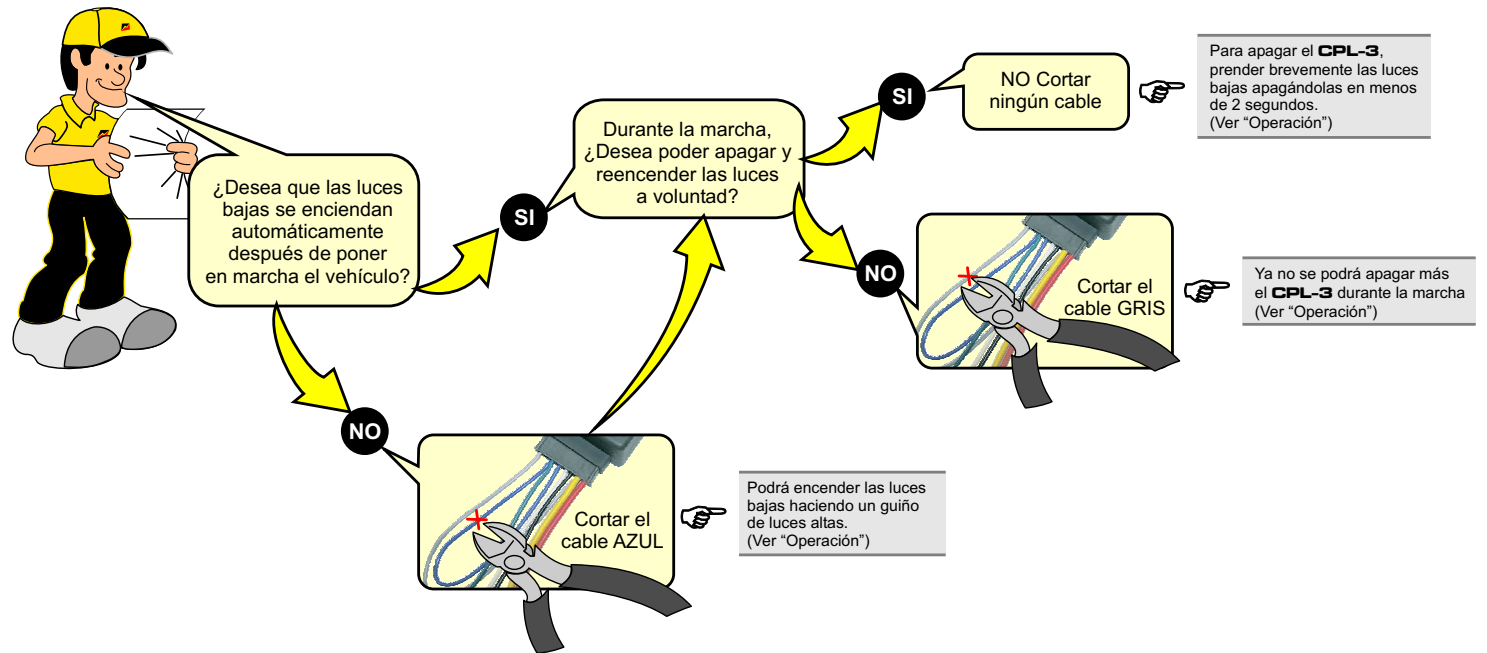 ¿Desea que las luces
bajas se enciendan
automáticamente
después de poner
en marcha el vehículo?
SI
NO
Durante la marcha,
¿Desea poder apagar y
reencender las luces
a voluntad?
SI
NO Cortar
ningún cable
Para apagar el CPL-3,
prender brevemente las luces
bajas apagándolas en menos
de 2 segundos.
(Ver “Operación”)
NO
Cortar el
cable GRIS
Ya no se podrá apagar más
el CPL-3 durante la marcha
(Ver “Operación”)
Cortar el
cable AZUL
Podrá encender las luces
bajas haciendo un guiño
de luces altas.
(Ver “Operación”)